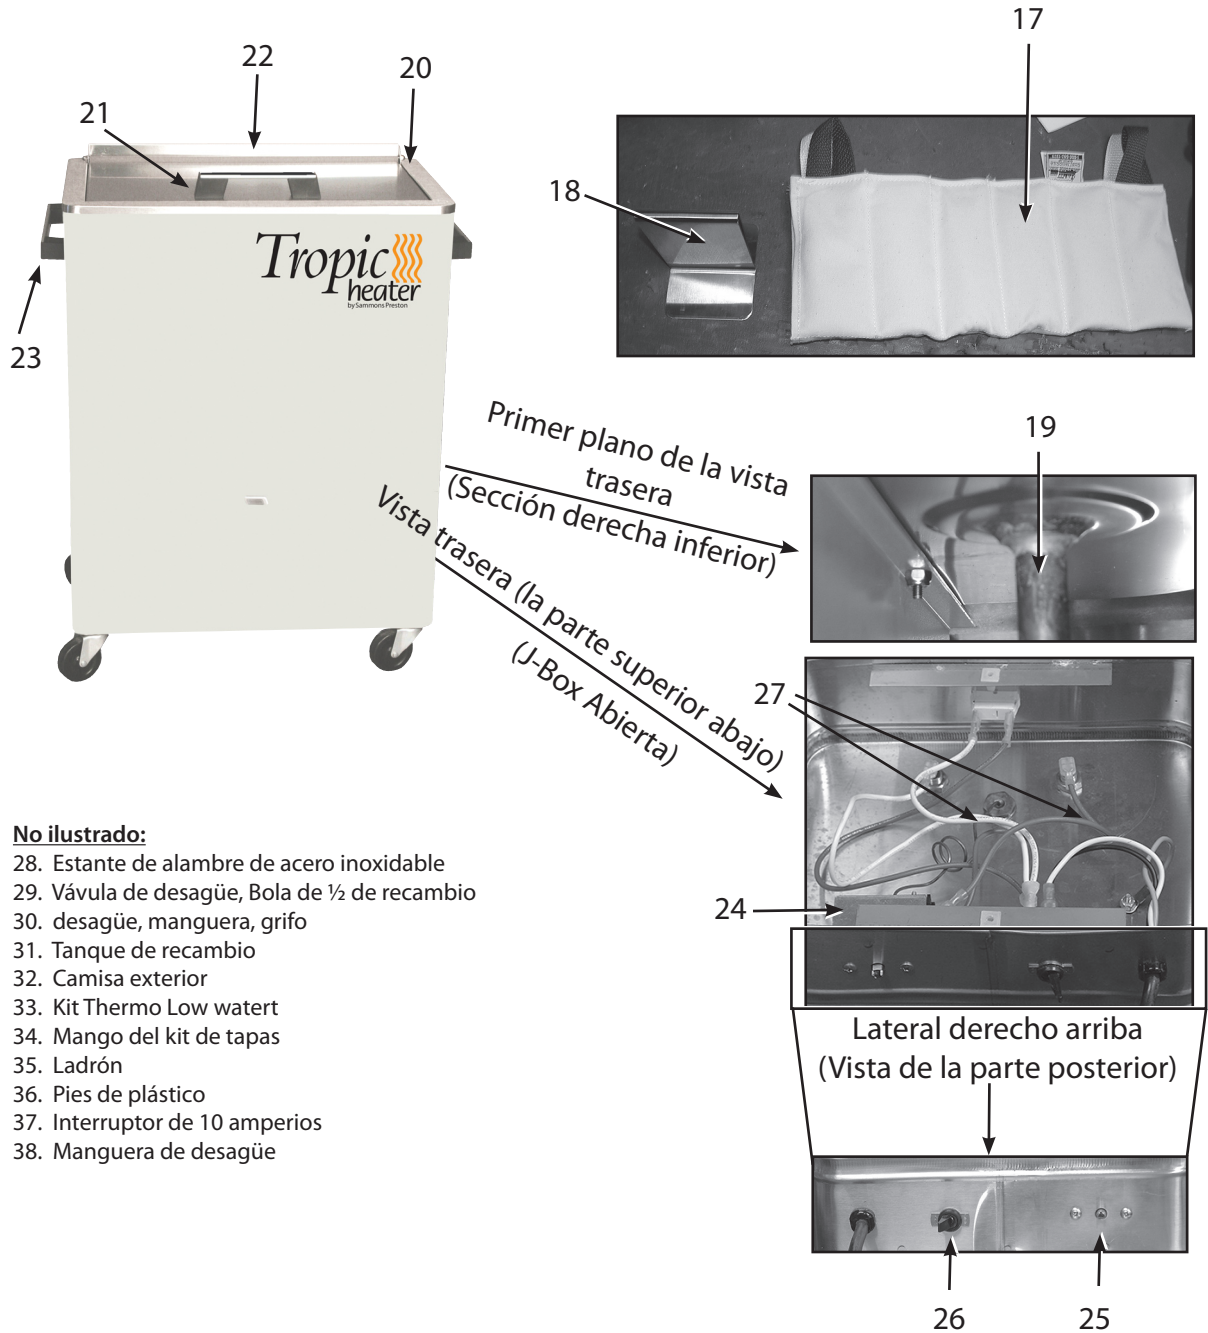 17
22
20
21
18
Tropic
heater
by Sammons Preston
23
19
Primer plano de la vista
trasera
(Sección derecha inferior)
Vista trasera (la parte superior abajo)
(J-Box Abierta)
27
24
No ilustrado:
28. Estante de alambre de acero inoxidable
29. Vávula de desagüe, Bola de ½ de recambio
30. desagüe, manguera, grifo
31. Tanque de recambio
32. Camisa exterior
33. Kit Thermo Low watert
34. Mango del kit de tapas
35. Ladrón
36. Pies de plástico
37. Interruptor de 10 amperios
38. Manguera de desagüe
Lateral derecho arriba
(Vista de la parte posterior)
26
25